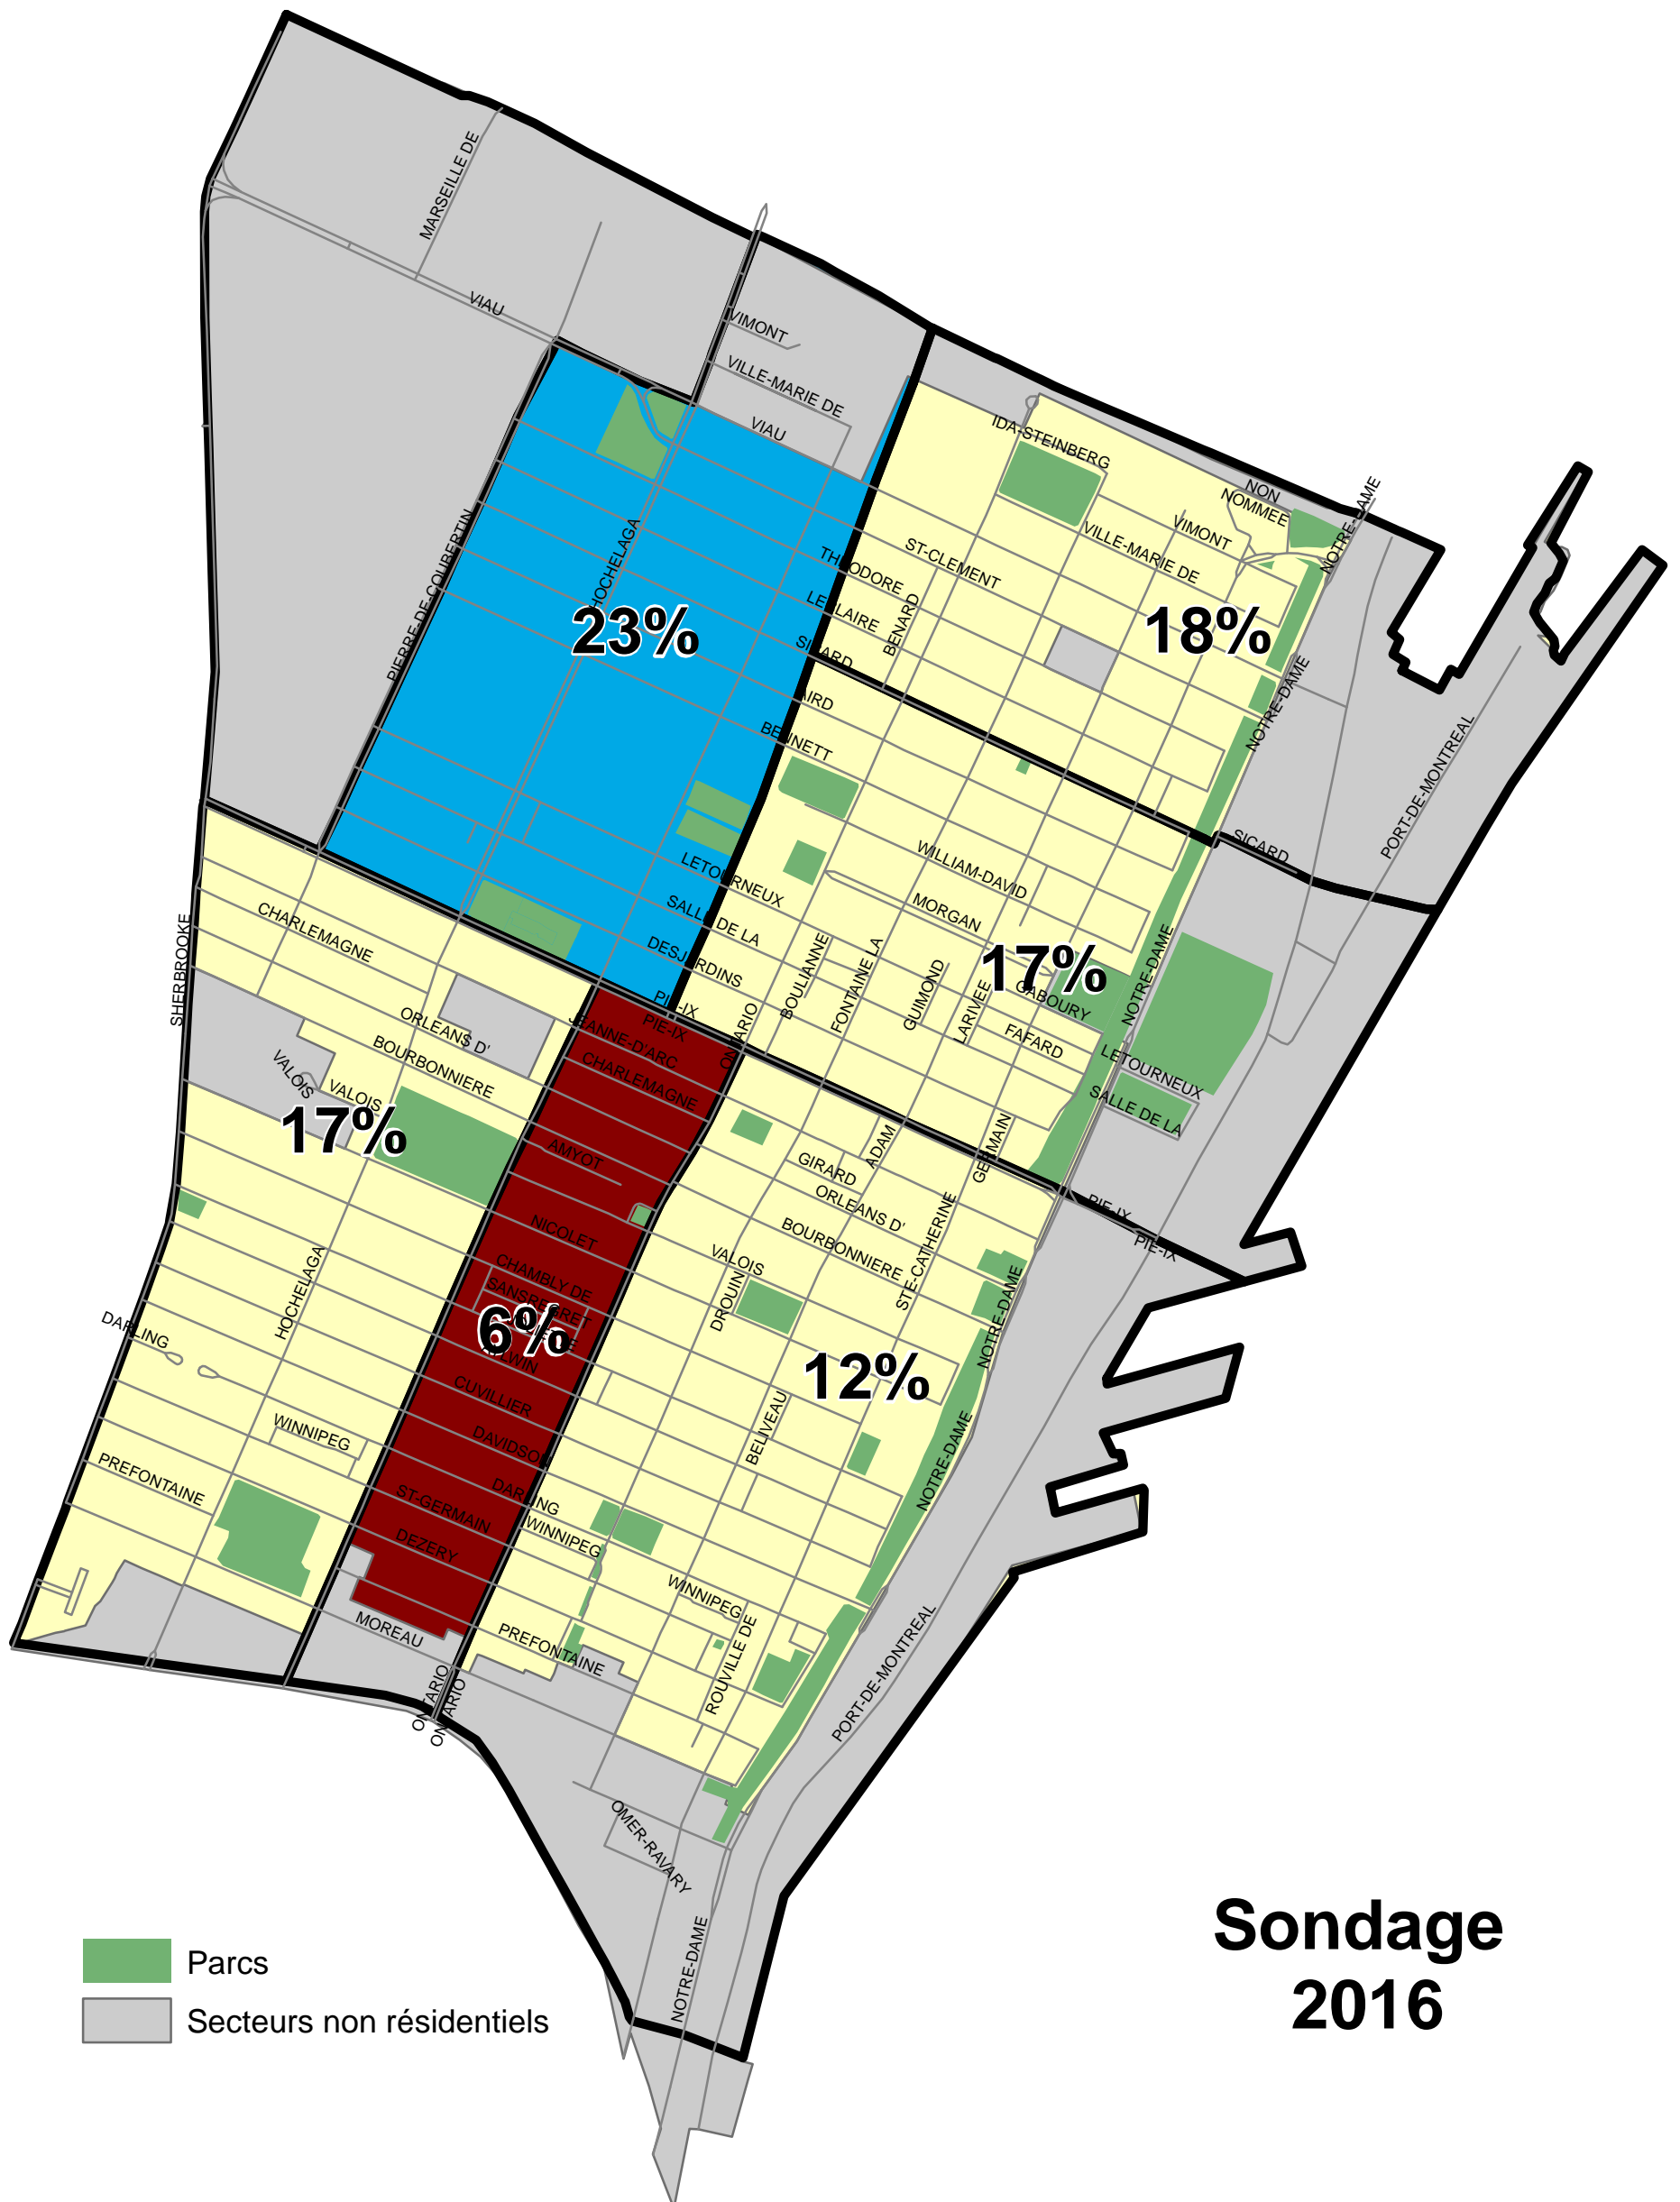 MARSEILLE DE
VIAU
VIMONT
VILLE-MARIE DE
VIAU
IDA-STEINBERG
NON
NOMMEE
NOTRE-DAME
VIMONT
VILLE-MARIE DE
PIERRE-DE-COUBERTIN
HOCHELAGA
THEODORE
ST-CLEMENT
LECLAIRE
BENARD
SICARD
23%
18%
AIRD
BENNETT
NOTRE-DAME
PORT-DE-MONTREAL
SICARD
LETOURNEUX
WILLIAM-DAVID
MORGAN
SALLE DE LA
DESJARDINS
BOULIANNE
FONTAINE LA
GUIMOND
LARIVEE
17%
GABOURY
FAFARD
NOTRE-DAME
LETOURNEUX
SALLE DE LA
SHERBROOKE
CHARLEMAGNE
ORLEANS D'
BOURBONNIERE
VALOIS
VALOIS
17%
PIE-IX
PIE-IX
JEANNE-D'ARC
CHARLEMAGNE
ONTARIO
AMYOT
NICOLET
CHAMBLY DE
SANSREGRET
6%
CUVILLIER
DAVIDSON
DARLING
ST-GERMAIN
DEZERY
GIRARD
ADAM
GERMAIN
ORLEANS D'
BOURBONNIERE
STE-CATHERINE
VALOIS
DROUIN
PIE-IX
PIE-IX
NOTRE-DAME
12%
BELIVEAU
NOTRE-DAME
HOCHELAGA
DARLING
WINNIPEG
PREFONTAINE
WINNIPEG
WINNIPEG
MOREAU
PREFONTAINE
ROUVILLE DE
PORT-DE-MONTREAL
ONTARIO
ONTARIO
OMER-RAVARY
NOTRE-DAME
Parcs
Secteurs non résidentiels
Sondage
2016